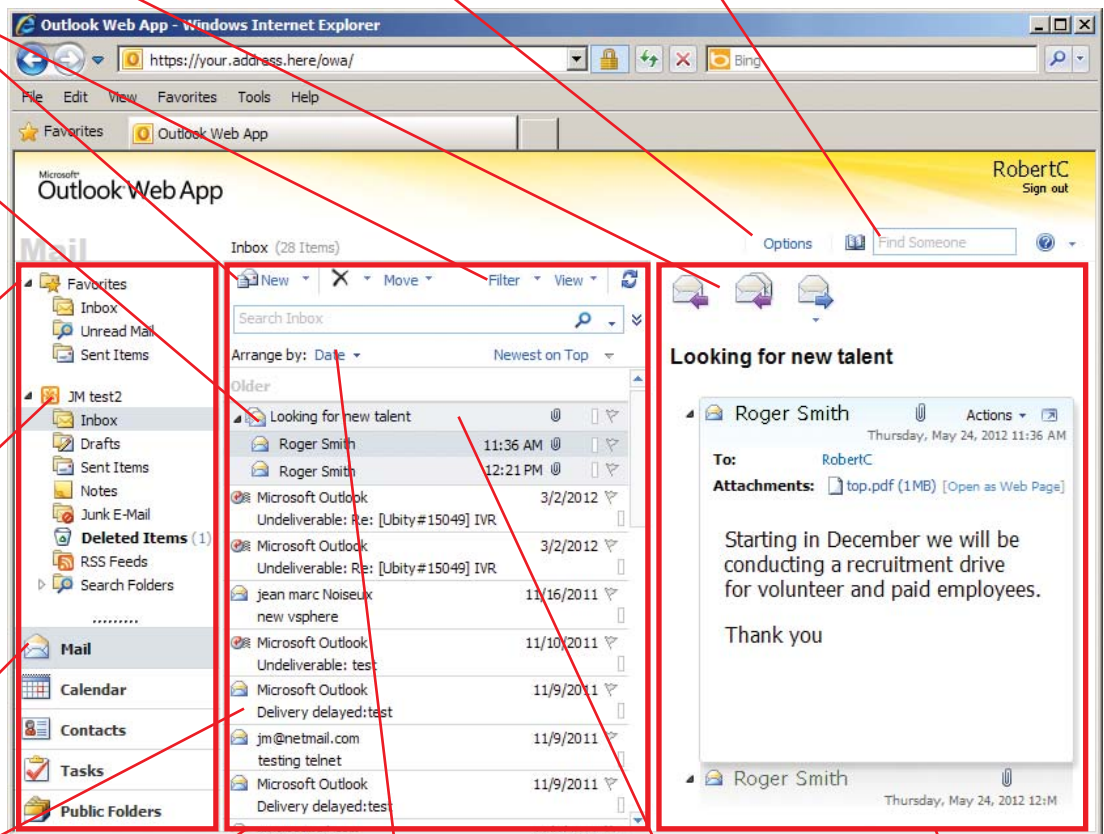 Outlook Web App - Windows Internet Explorer
https://your.address.here/owa/
Bing
File Edit View Favorites Tools Help
Favorites
Outlook Web App
Microsoft
Outlook Web App
RobertC
Sign out
Mail
Inbox (28 Items)
Options
Find Someone
Favorites
Inbox
Unread Mail
Sent Items
JM test2
Inbox
Drafts
Sent Items
Notes
Junk E-Mail
Deleted Items (1)
RSS Feeds
Search Folders
Mail
Calendar
Contacts
Tasks
Public Folders
New Move Filter View
Search Inbox
Arrange by: Date Newest on Top
Older
Looking for new talent
Roger Smith 11:36 AM
Roger Smith 12:21 PM
Microsoft Outlook 3/2/2012
Undeliverable: Re: [Ubity#15049] IVR
Microsoft Outlook 3/2/2012
Undeliverable: Re: [Ubity#15049] IVR
jean marc Noiseux 11/16/2011
new vsphere
Microsoft Outlook 11/10/2011
Undeliverable: test
Microsoft Outlook 11/9/2011
Delivery delayed:test
jm@netmail.com 11/9/2011
testing telnet
Microsoft Outlook 11/9/2011
Delivery delayed:test
Looking for new talent
Roger Smith Actions
Thursday, May 24, 2012 11:36 AM
To: RobertC
Attachments: top.pdf (1MB) [Open as Web Page]
Starting in December we will be
conducting a recruitment drive
for volunteer and paid employees.
Thank you
Roger Smith
Thursday, May 24, 2012 12:M